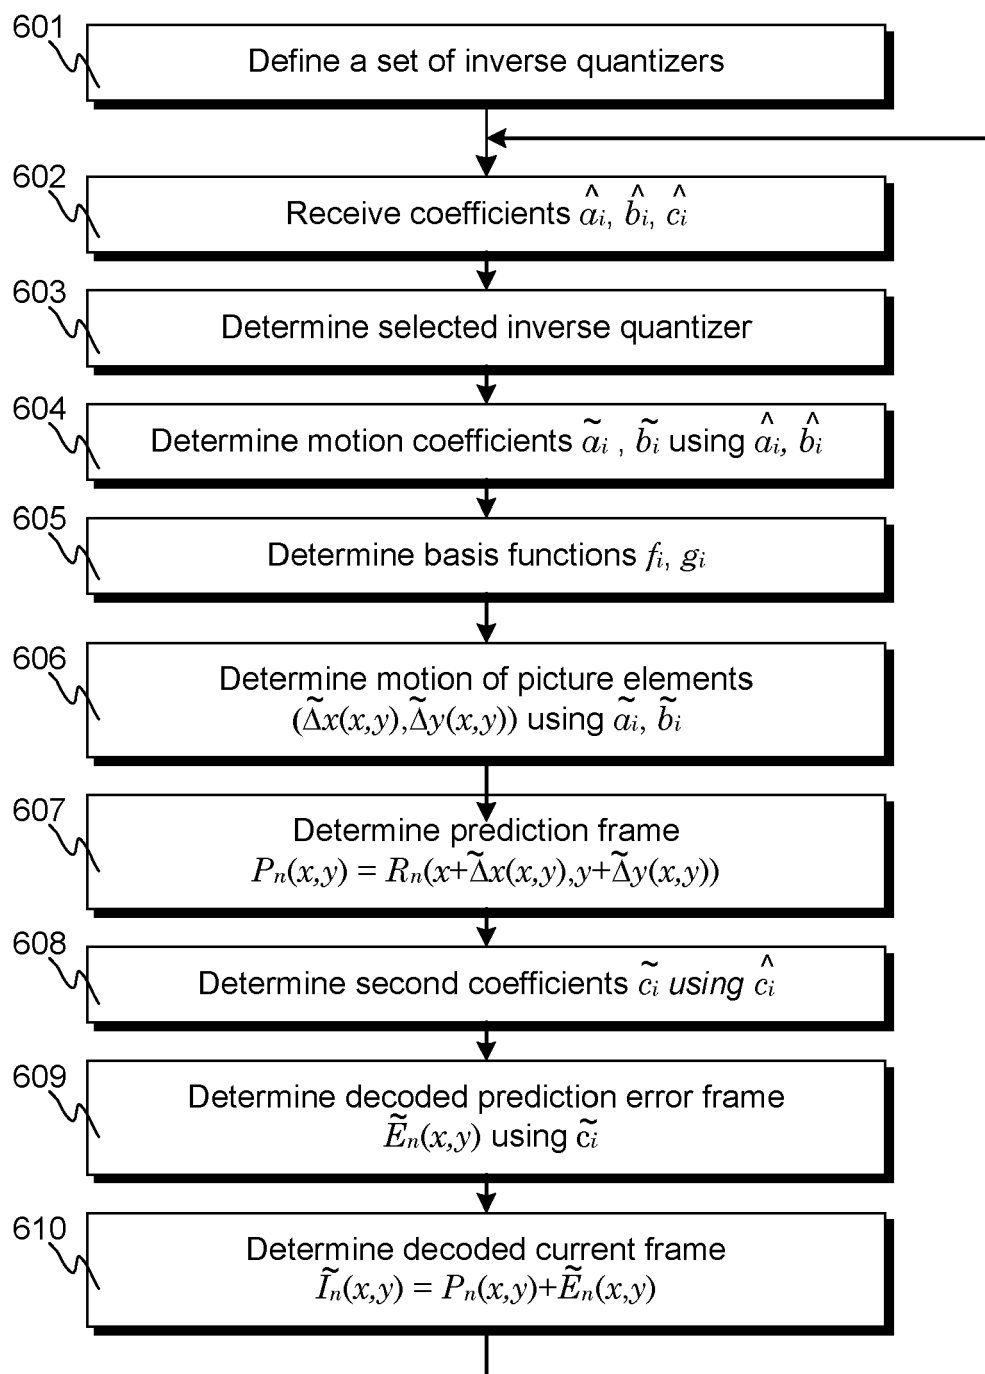 601
Define a set of inverse quantizers
602
Receive coefficients âᵢ, b̂ᵢ, ĉᵢ
603
Determine selected inverse quantizer
604
Determine motion coefficients ãᵢ , b̃ᵢ using âᵢ, b̂ᵢ
605
Determine basis functions fᵢ, gᵢ
606
Determine motion of picture elements
(Δ̃x(x,y),Δ̃y(x,y)) using ãᵢ, b̃ᵢ
607
Determine prediction frame
Pₙ(x,y) = Rₙ(x+Δ̃x(x,y),y+Δ̃y(x,y))
608
Determine second coefficients c̃ᵢ using ĉᵢ
609
Determine decoded prediction error frame
Ẽₙ(x,y) using c̃ᵢ
610
Determine decoded current frame
Ĩₙ(x,y) = Pₙ(x,y)+Ẽₙ(x,y)